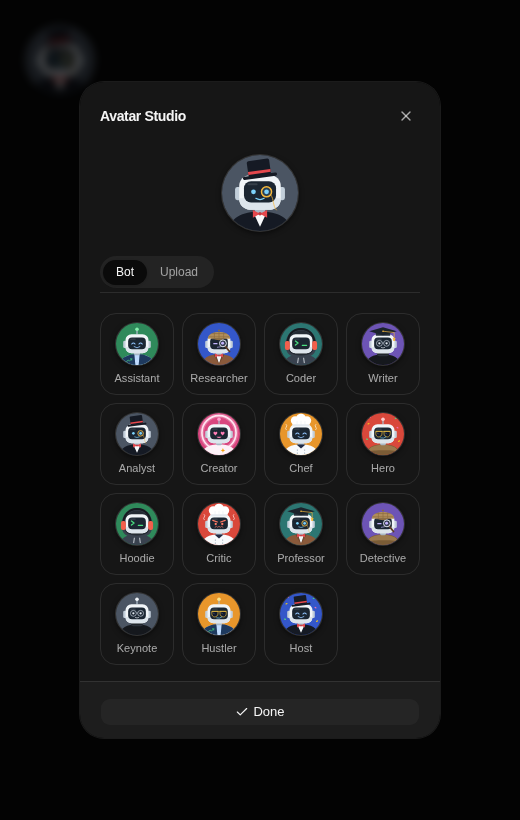 Avatar Studio
Bot Upload
Assistant Researcher Coder Writer
Analyst Creator Chef Hero
Hoodie Critic Professor Detective
Keynote Hustler Host
Done